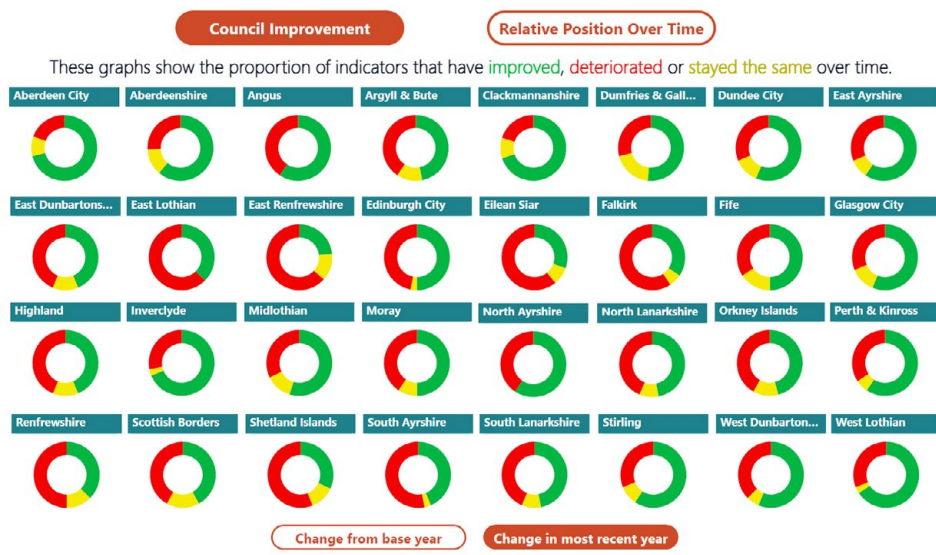 Council Improvement
Relative Position Over Time
These graphs show the proportion of indicators that have improved, deteriorated or stayed the same over time.
Aberdeen City
Aberdeenshire
Angus
Argyll & Bute
Clackmannanshire
Dumfries & Gall...
Dundee City
East Ayrshire
East Dunbartons...
East Lothian
East Renfrewshire
Edinburgh City
Eilean Siar
Falkirk
Fife
Glasgow City
Highland
Inverclyde
Midlothian
Moray
North Ayrshire
North Lanarkshire
Orkney Islands
Perth & Kinross
Renfrewshire
Scottish Borders
Shetland Islands
South Ayrshire
South Lanarkshire
Stirling
West Dunbarton...
West Lothian
Change from base year
Change in most recent year